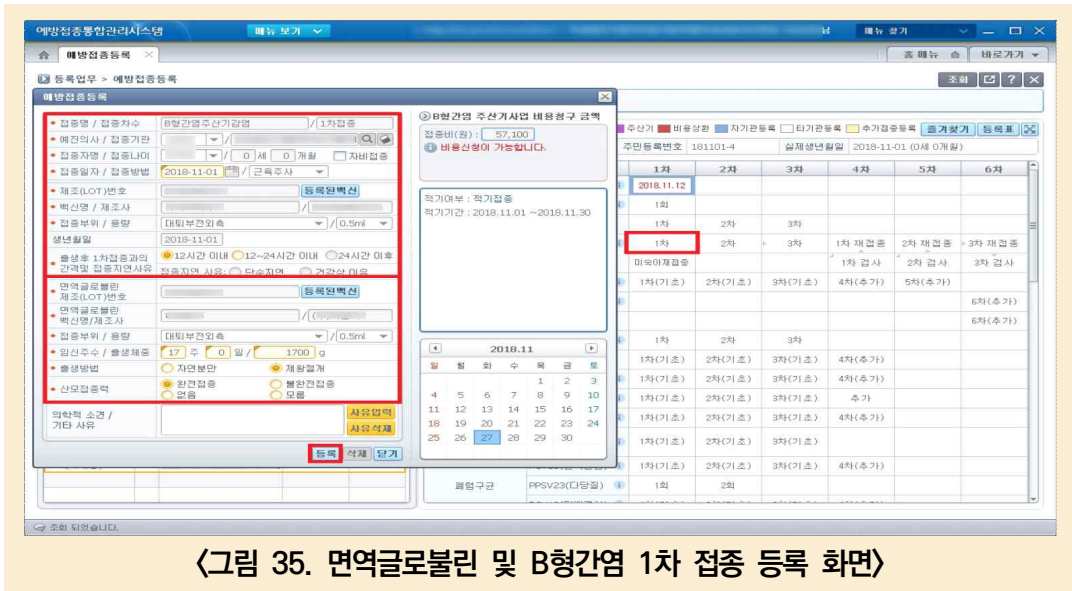 예방접종통합관리시스템 메뉴 보기 메뉴 찾기
예방접종등록 홈 메뉴 바로가기
등록업무 > 예방접종등록 조회
예방접종등록
접종명 / 접종차수 B형간염주산기감염 / 1차접종
예진의사 / 접종기관 /
접종자명 / 접종나이 / 0 세 0 개월 자비접종
접종일자 / 접종방법 2018-11-01 / 근육주사
제조(LOT)번호 등록된백신
백신명 / 제조사 /
접종부위 / 용량 대퇴부전외측 / 0.5ml
생년월일 2018-11-01
출생후 1차접종과의
간격및 접종지연사유
12시간 이내 12~24시간 이내 24시간 이후
접종지연 사유: 단순지연 건강상 이유
면역글로불린
제조(LOT)번호 등록된백신
면역글로불린
백신명/제조사 /
접종부위 / 용량 대퇴부전외측 / 0.5ml
임신주수 / 출생체중 17 주 0 일 / 1700 g
출생방법 자연분만 제왕절개
산모접종력 완전접종 불완전접종
없음 모름
의학적 소견 /
기타 사유
사유입력
사유삭제
등록 삭제 닫기
B형간염 주산기사업 비용청구 금액
접종비(원) : 57,100
비용신청이 가능합니다.
적기여부 : 적기접종
적기기간 : 2018.11.01 ~2018.11.30
2018.11
일 월 화 수 목 금 토
1 2 3
4 5 6 7 8 9 10
11 12 13 14 15 16 17
18 19 20 21 22 23 24
25 26 27 28 29 30
주산기 비용상환 자가기관등록 타기관등록 추가접종등록 즐겨찾기 등록표
주민등록번호 181101-4 실제생년월일 2018-11-01 (0세 0개월)
1차 2차 3차 4차 5차 6차
2018.11.12
1회
1차 2차 3차
1차 2차 3차 1차 재접종 2차 재접종 3차 재접종
미숙아재접종 1차 검사 2차 검사 3차 검사
1차(기초) 2차(기초) 3차(기초) 4차(추가) 5차(추가)
6차(추가)
6차(추가)
1차 2차 3차
1차(기초) 2차(기초) 3차(기초) 4차(추가)
1차(기초) 2차(기초) 3차(기초) 추가
1차(기초) 2차(기초) 3차(기초) 4차(추가)
1차(기초) 2차(기초) 3차(기초)
1차(기초) 2차(기초) 3차(기초) 4차(추가)
폐렴구균 PPSV23(다당질) 1회 2회
조회 되었습니다.
〈그림 35. 면역글로불린 및 B형간염 1차 접종 등록 화면〉